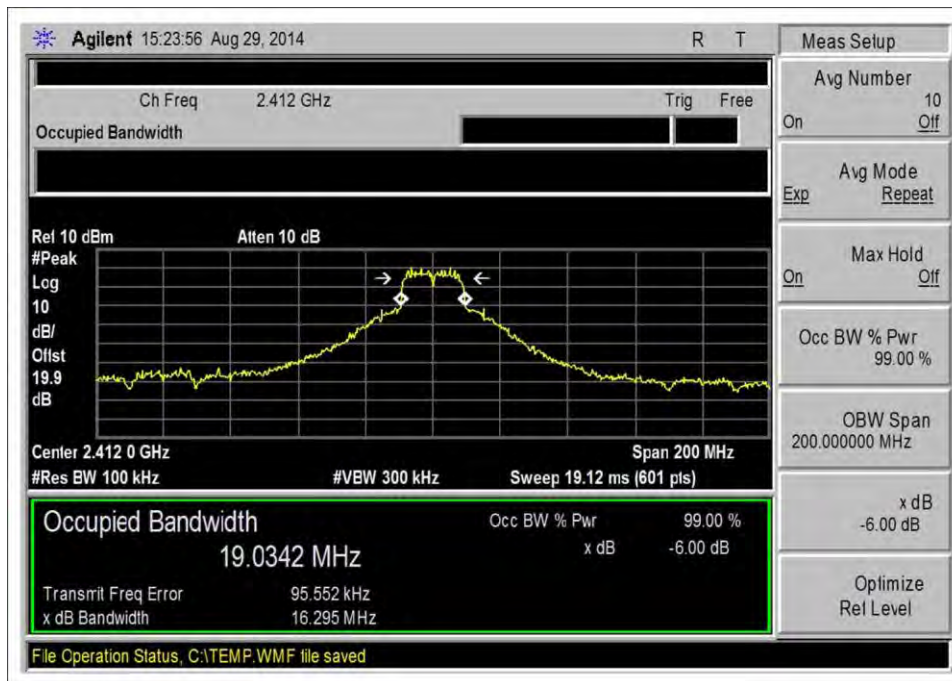 Agilent 15:23:56 Aug 29, 2014 R T
Ch Freq 2.412 GHz Trig Free
Occupied Bandwidth
Ref 10 dBm Atten 10 dB
#Peak
Log
10
dB/
Offst
19.9
dB
Center 2.412 0 GHz Span 200 MHz
#Res BW 100 kHz #VBW 300 kHz Sweep 19.12 ms (601 pts)
Occupied Bandwidth
19.0342 MHz
Occ BW % Pwr 99.00 %
x dB -6.00 dB
Transmit Freq Error 95.552 kHz
x dB Bandwidth 16.295 MHz
File Operation Status, C:\TEMP.WMF file saved
Meas Setup
Avg Number
10
On Off
Avg Mode
Exp Repeat
Max Hold
On Off
Occ BW % Pwr
99.00 %
OBW Span
200.000000 MHz
x dB
-6.00 dB
Optimize
Ref Level